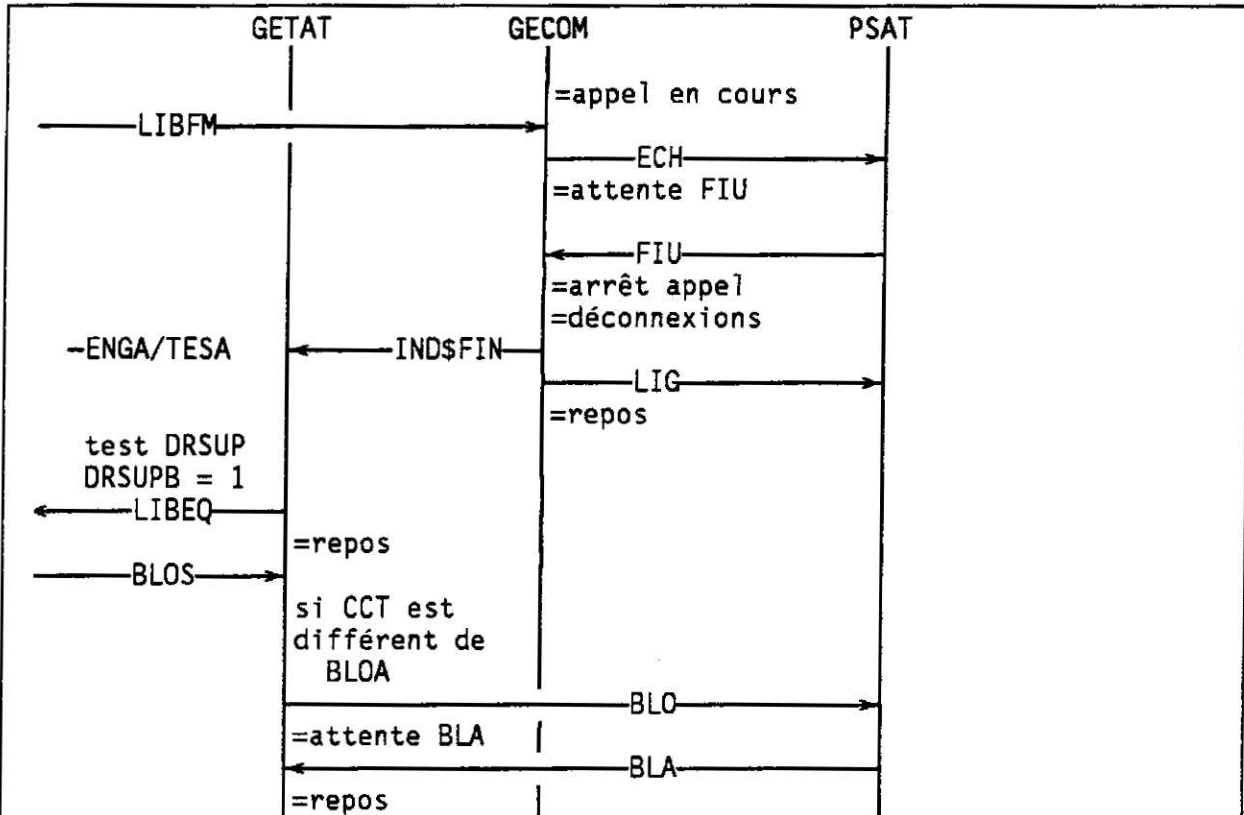 GETAT GECOM PSAT
=appel en cours
LIBFM
ECH
=attente FIU
FIU
=arrêt appel
=déconnexions
-ENGA/TESA IND$FIN
LIG
=repos
test DRSUP
DRSUPB = 1
LIBEQ
=repos
BLOS
si CCT est
différent de
BLOA
BLO
=attente BLA
BLA
=repos